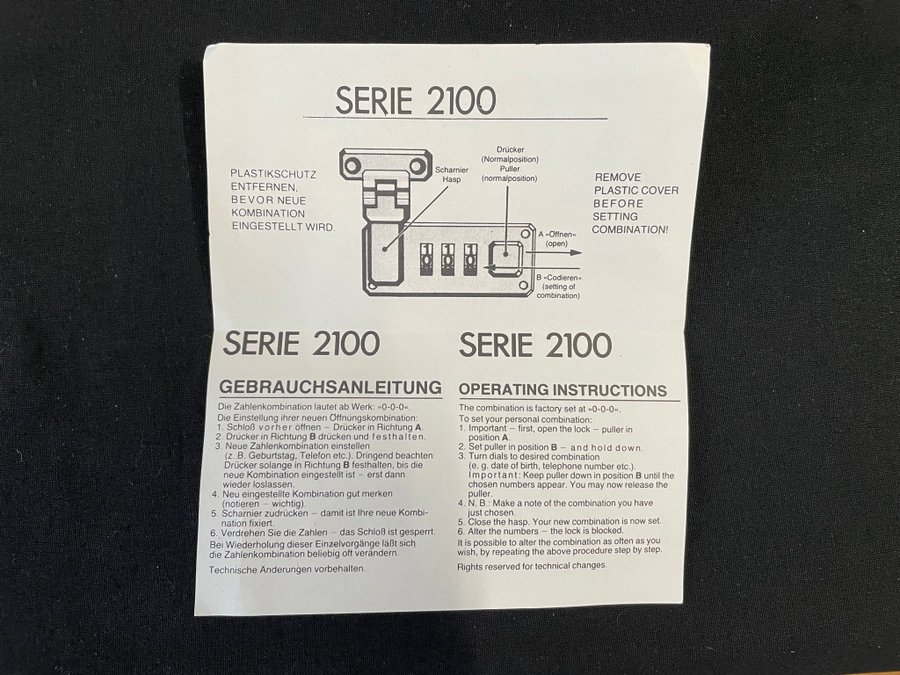 SERIE 2100
PLASTIKSCHUTZ
ENTFERNEN,
BEVOR NEUE
KOMBINATION
EINGESTELLT WIRD.
Scharnier
Hasp
Drücker
(Normalposition)
Puller
(normalposition)
A »Öffnen«
(open)
B »Codieren«
(setting of
combination)
REMOVE
PLASTIC COVER
BEFORE
SETTING
COMBINATION!
0 0 0
SERIE 2100
GEBRAUCHSANLEITUNG
Die Zahlenkombination lautet ab Werk: »0-0-0«.
Die Einstellung ihrer neuen Öffnungskombination:
1. Schloß vorher öffnen – Drücker in Richtung A.
2. Drücker in Richtung B drücken und festhalten.
3. Neue Zahlenkombination einstellen
(z. B. Geburtstag, Telefon etc.). Dringend beachten:
Drücker solange in Richtung B festhalten, bis die
neue Kombination eingestellt ist – erst dann
wieder loslassen.
4. Neu eingestellte Kombination gut merken
(notieren – wichtig).
5. Scharnier zudrücken – damit ist Ihre neue Kombi-
nation fixiert.
6. Verdrehen Sie die Zahlen – das Schloß ist gesperrt.
Bei Wiederholung dieser Einzelvorgänge läßt sich
die Zahlenkombination beliebig oft verändern.
Technische Änderungen vorbehalten.
SERIE 2100
OPERATING INSTRUCTIONS
The combination is factory set at »0-0-0«.
To set your personal combination:
1. Important – first, open the lock – puller in
position A.
2. Set puller in position B – and hold down.
3. Turn dials to desired combination
(e. g. date of birth, telephone number etc.).
Important: Keep puller down in position B until the
chosen numbers appear. You may now release the
puller.
4. N. B.: Make a note of the combination you have
just chosen.
5. Close the hasp. Your new combination is now set.
6. Alter the numbers – the lock is blocked.
It is possible to alter the combination as often as you
wish, by repeating the above procedure step by step.
Rights reserved for technical changes.